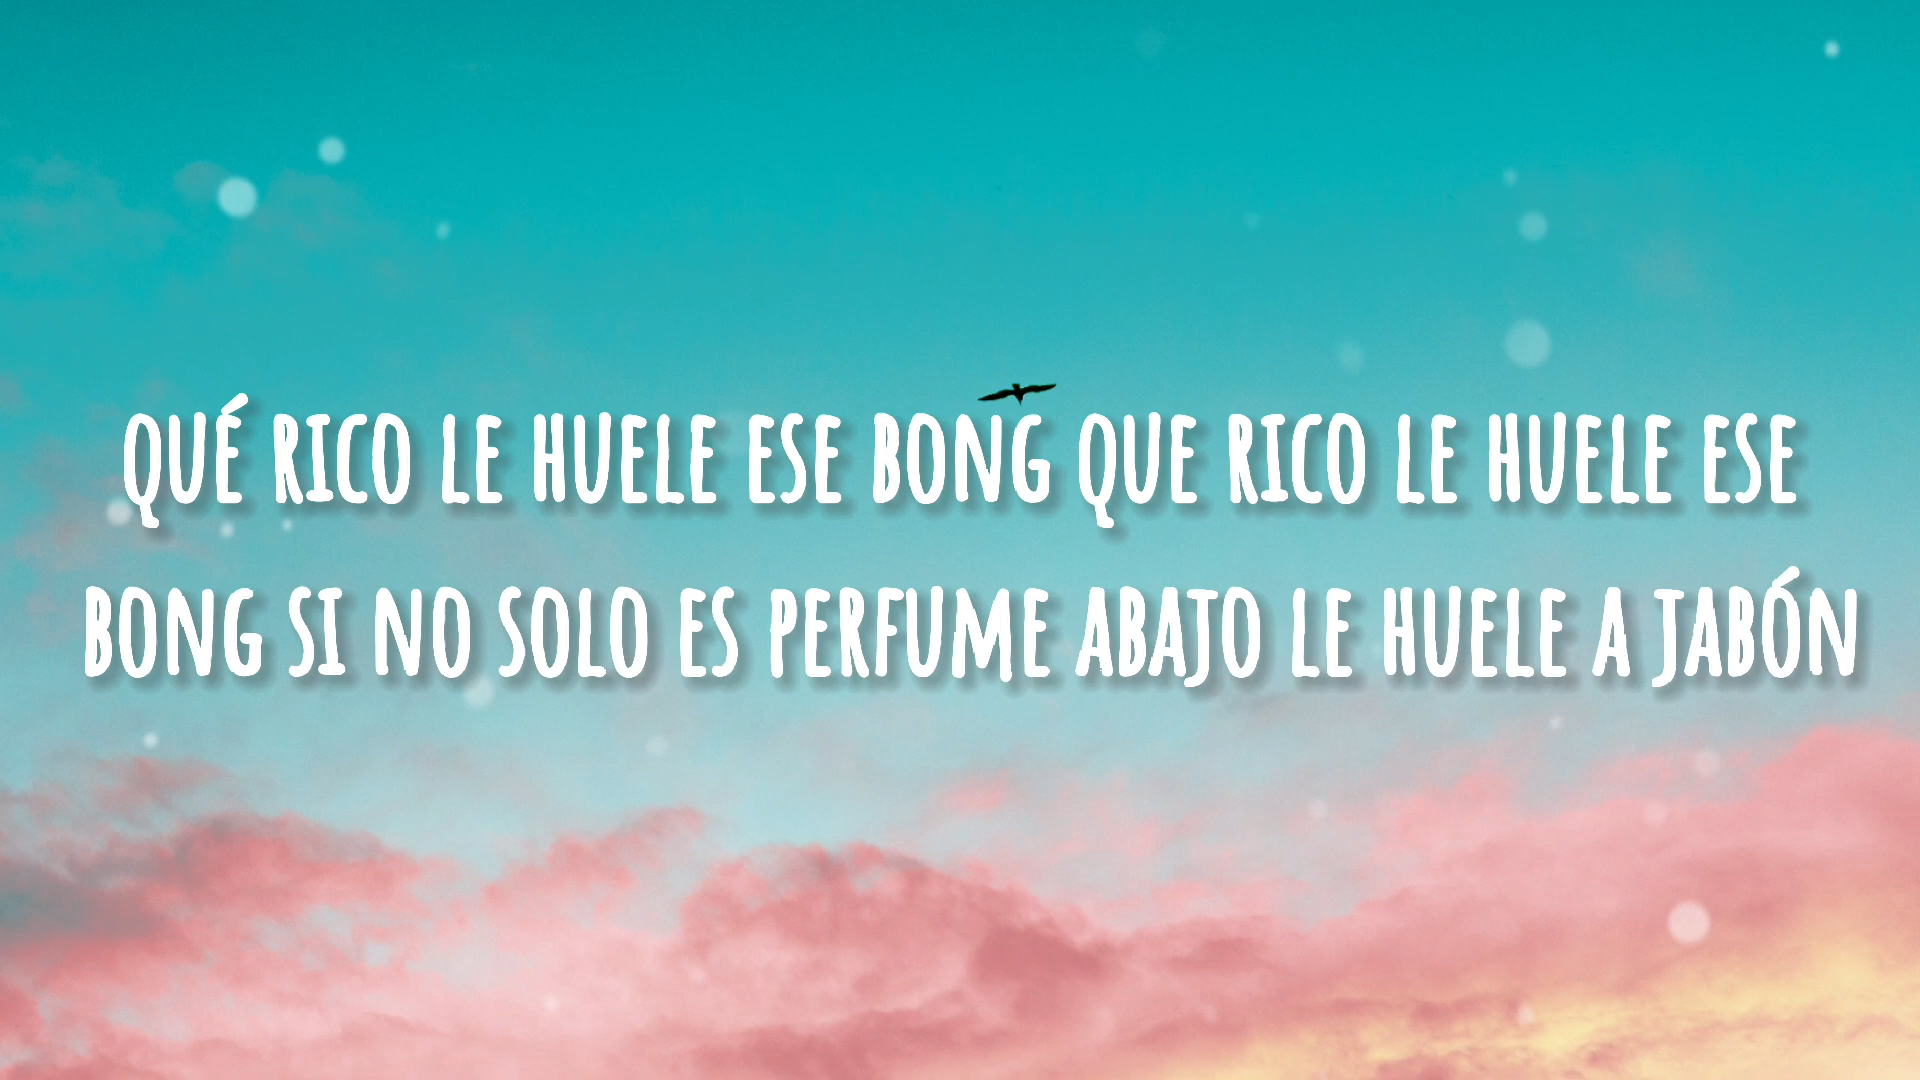 QUÉ RICO LE HUELE ESE BONG QUE RICO LE HUELE ESE
BONG SI NO SOLO ES PERFUME ABAJO LE HUELE A JABÓN